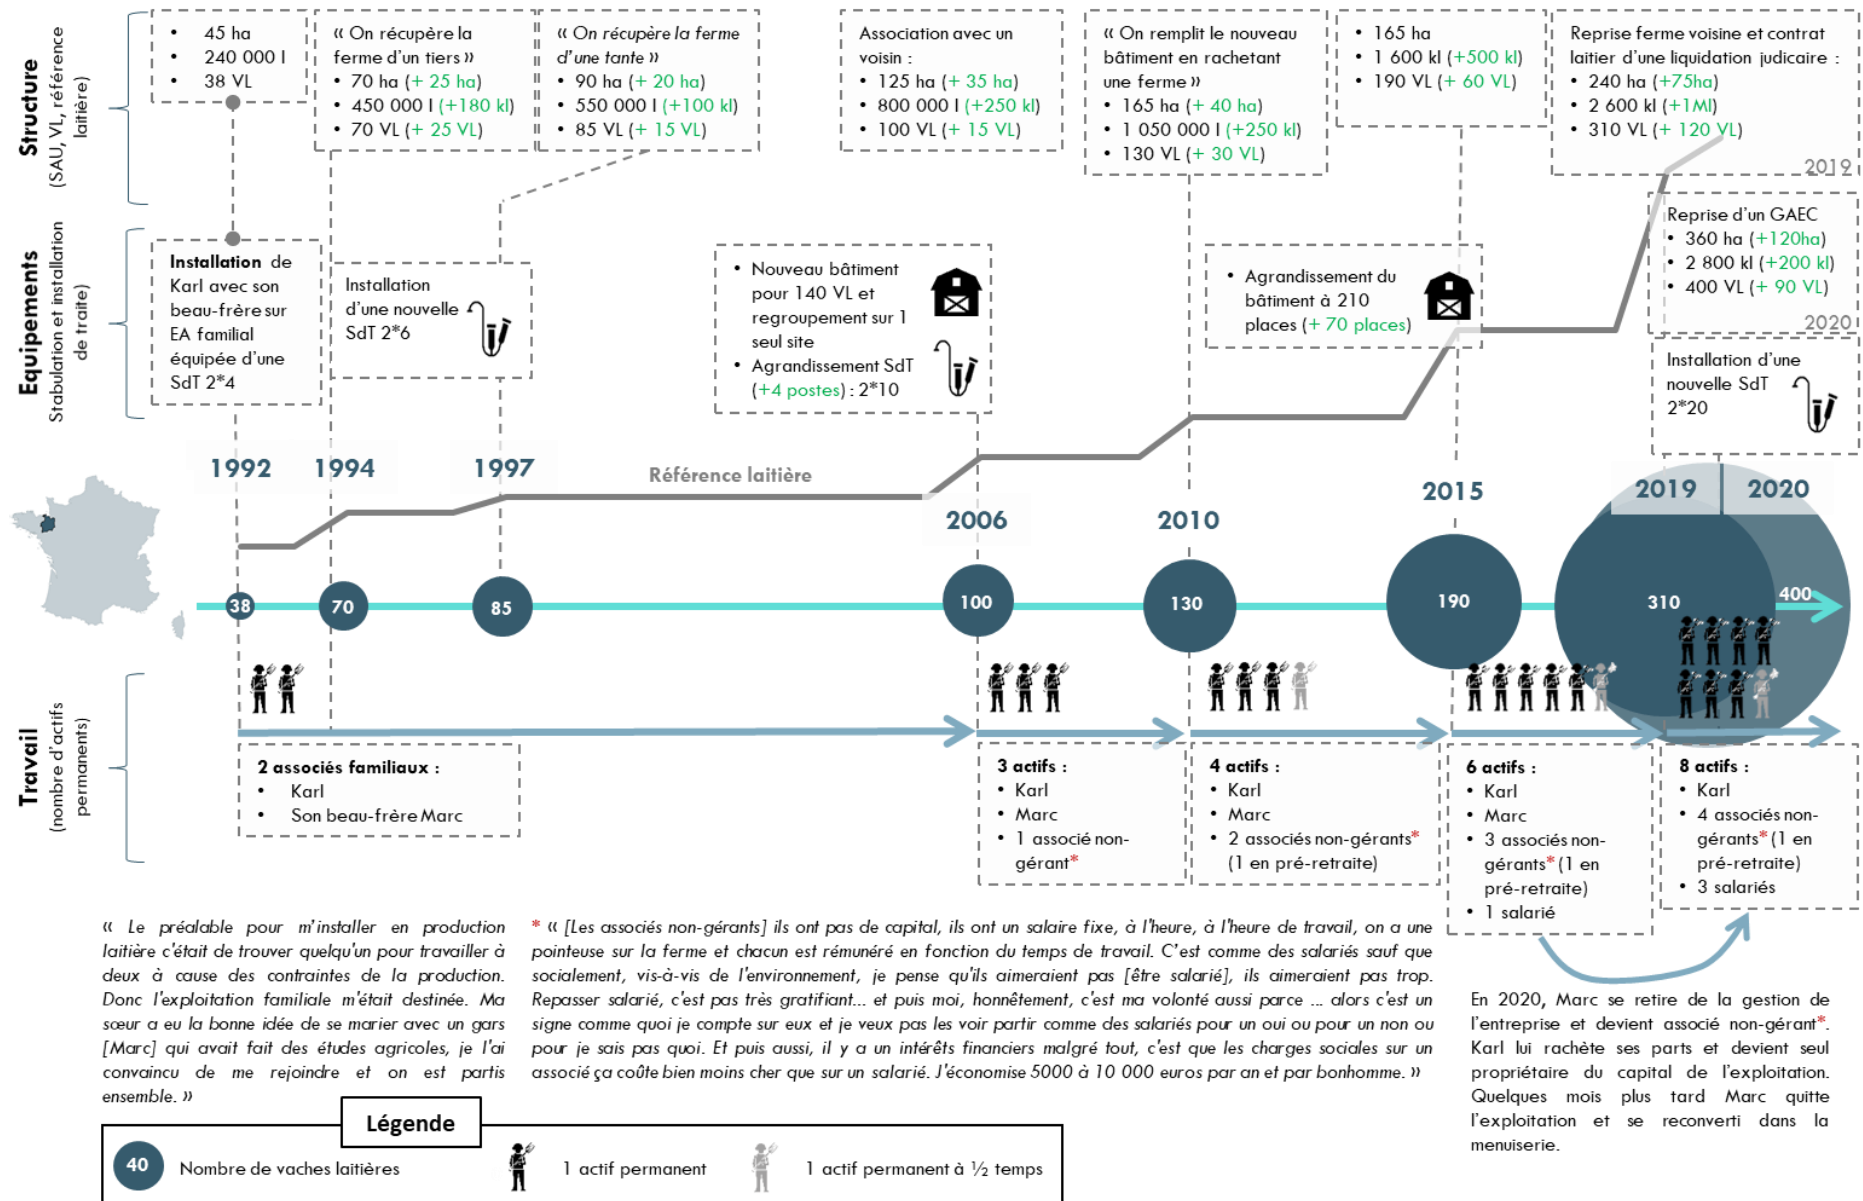 Structure
(SAU, VL, référence
laitière)
• 45 ha
• 240 000 l
• 38 VL
« On récupère la
ferme d'un tiers »
• 70 ha (+ 25 ha)
• 450 000 l (+180 kl)
• 70 VL (+ 25 VL)
« On récupère la ferme
d'une tante »
• 90 ha (+ 20 ha)
• 550 000 l (+100 kl)
• 85 VL (+ 15 VL)
Association avec un
voisin :
• 125 ha (+ 35 ha)
• 800 000 l (+250 kl)
• 100 VL (+ 15 VL)
« On remplit le nouveau
bâtiment en rachetant
une ferme »
• 165 ha (+ 40 ha)
• 1 050 000 l (+250 kl)
• 130 VL (+ 30 VL)
• 165 ha
• 1 600 kl (+500 kl)
• 190 VL (+ 60 VL)
Reprise ferme voisine et contrat
laitier d'une liquidation judicaire :
• 240 ha (+75ha)
• 2 600 kl (+1Ml)
• 310 VL (+ 120 VL)
2019
Reprise d'un GAEC
• 360 ha (+120ha)
• 2 800 kl (+200 kl)
• 400 VL (+ 90 VL)
2020
Equipements
Stabulation et installation
de traite)
Installation de
Karl avec son
beau-frère sur
EA familial
équipée d'une
SdT 2*4
Installation
d'une nouvelle
SdT 2*6
• Nouveau bâtiment
pour 140 VL et
regroupement sur 1
seul site
• Agrandissement SdT
(+4 postes) : 2*10
• Agrandissement du
bâtiment à 210
places (+ 70 places)
Installation d'une
nouvelle SdT
2*20
1992
1994
1997
Référence laitière
2006
2010
2015
2019
2020
38
70
85
100
130
190
310
400
Travail
(nombre d'actifs
permanents)
2 associés familiaux :
• Karl
• Son beau-frère Marc
3 actifs :
• Karl
• Marc
• 1 associé non-
gérant*
4 actifs :
• Karl
• Marc
• 2 associés non-gérants*
(1 en pré-retraite)
6 actifs :
• Karl
• Marc
• 3 associés non-
gérants* (1 en
pré-retraite)
• 1 salarié
8 actifs :
• Karl
• 4 associés non-
gérants* (1 en
pré-retraite)
• 3 salariés
« Le préalable pour m'installer en production
laitière c'était de trouver quelqu'un pour travailler à
deux à cause des contraintes de la production.
Donc l'exploitation familiale m'était destinée. Ma
sœur a eu la bonne idée de se marier avec un gars
[Marc] qui avait fait des études agricoles, je l'ai
convaincu de me rejoindre et on est partis
ensemble. »
* « [Les associés non-gérants] ils ont pas de capital, ils ont un salaire fixe, à l'heure, à l'heure de travail, on a une
pointeuse sur la ferme et chacun est rémunéré en fonction du temps de travail. C'est comme des salariés sauf que
socialement, vis-à-vis de l'environnement, je pense qu'ils aimeraient pas [être salarié], ils aimeraient pas trop.
Repasser salarié, c'est pas très gratifiant... et puis moi, honnêtement, c'est ma volonté aussi parce ... alors c'est un
signe comme quoi je compte sur eux et je veux pas les voir partir comme des salariés pour un oui ou pour un non ou
pour je sais pas quoi. Et puis aussi, il y a un intérêts financiers malgré tout, c'est que les charges sociales sur un
associé ça coûte bien moins cher que sur un salarié. J'économise 5000 à 10 000 euros par an et par bonhomme. »
En 2020, Marc se retire de la gestion de
l'entreprise et devient associé non-gérant*.
Karl lui rachète ses parts et devient seul
propriétaire du capital de l'exploitation.
Quelques mois plus tard Marc quitte
l'exploitation et se reconverti dans la
menuiserie.
Légende
40
Nombre de vaches laitières
1 actif permanent
1 actif permanent à ½ temps